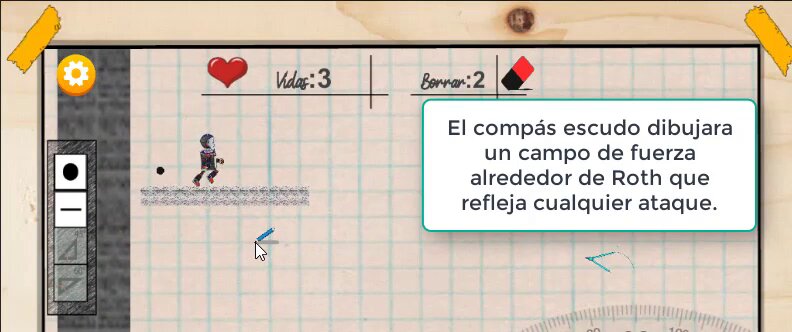 Vidas:3
Borrar:2
El compás escudo dibujara
un campo de fuerza
alrededor de Roth que
refleja cualquier ataque.